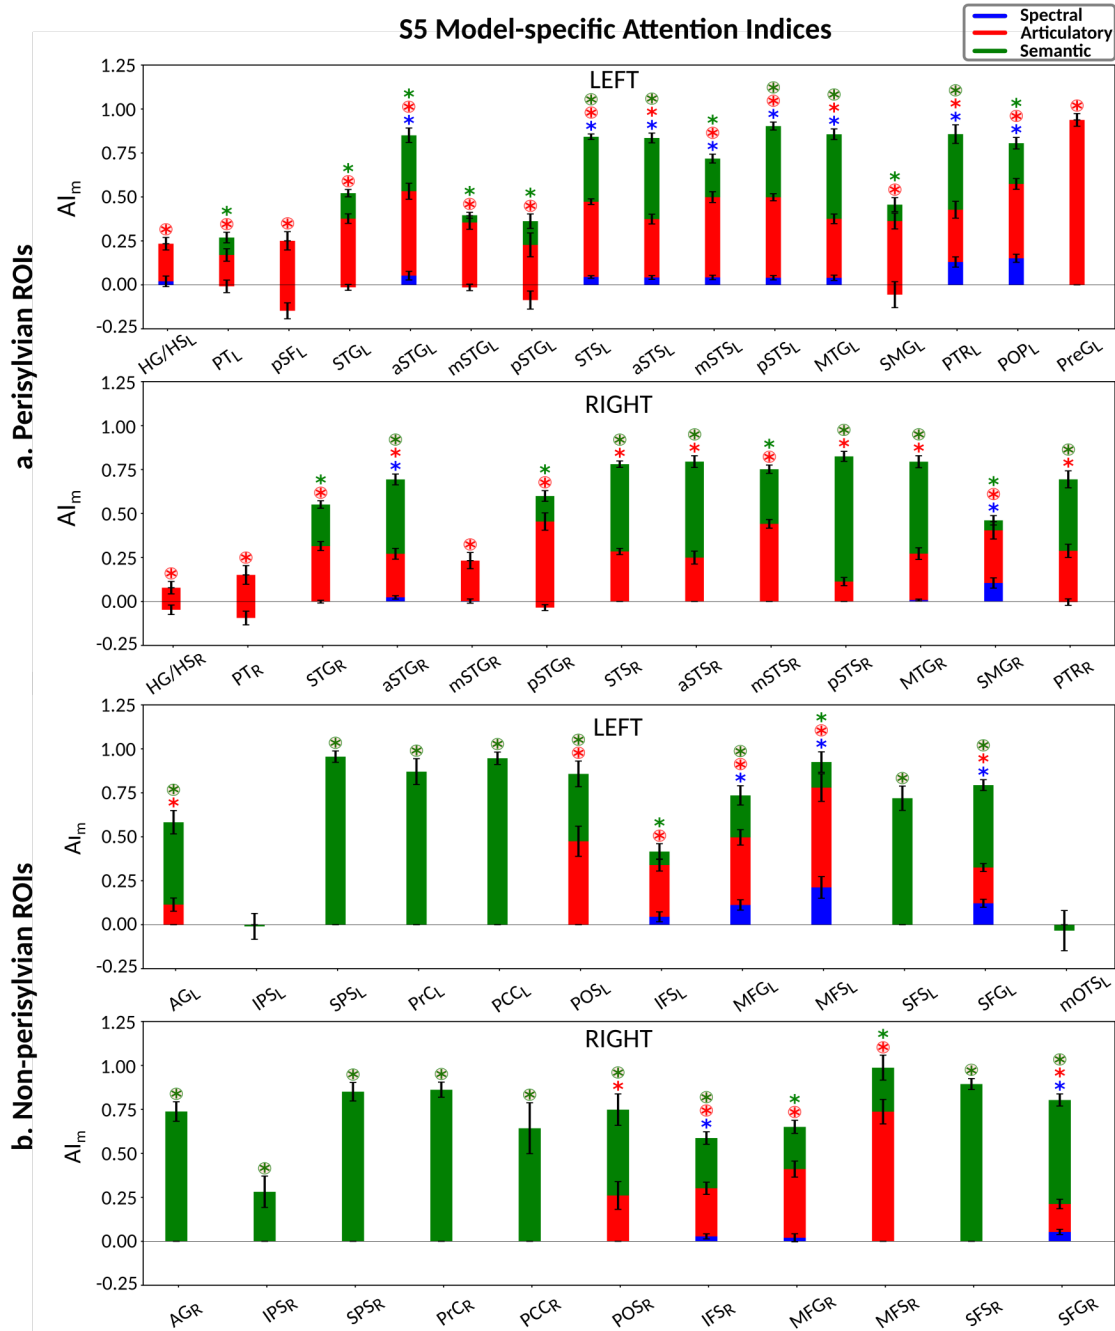 S5 Model-specific Attention Indices
Spectral
Articulatory
Semantic
a. Perisylvian ROIs
LEFT
AIm
1.25
1.00
0.75
0.50
0.25
0.00
-0.25
HG/HSL PTL pSFL STGL aSTGL mSTGL pSTGL STSL aSTSL mSTSL pSTSL MTGL SMGL PTRL POPL PreGL
RIGHT
AIm
1.25
1.00
0.75
0.50
0.25
0.00
-0.25
HG/HSR PTR STGR aSTGR mSTGR pSTGR STSR aSTSR mSTSR pSTSR MTGR SMGR PTRR
b. Non-perisylvian ROIs
LEFT
AIm
1.25
1.00
0.75
0.50
0.25
0.00
-0.25
AGL IPSL SPSL PrCL PCCL POSL IFSL MFGL MFSL SFSL SFGL mOTSL
RIGHT
AIm
1.25
1.00
0.75
0.50
0.25
0.00
-0.25
AGR IPSR SPSR PrCR PCCR POSR IFSR MFGR MFSR SFSR SFGR